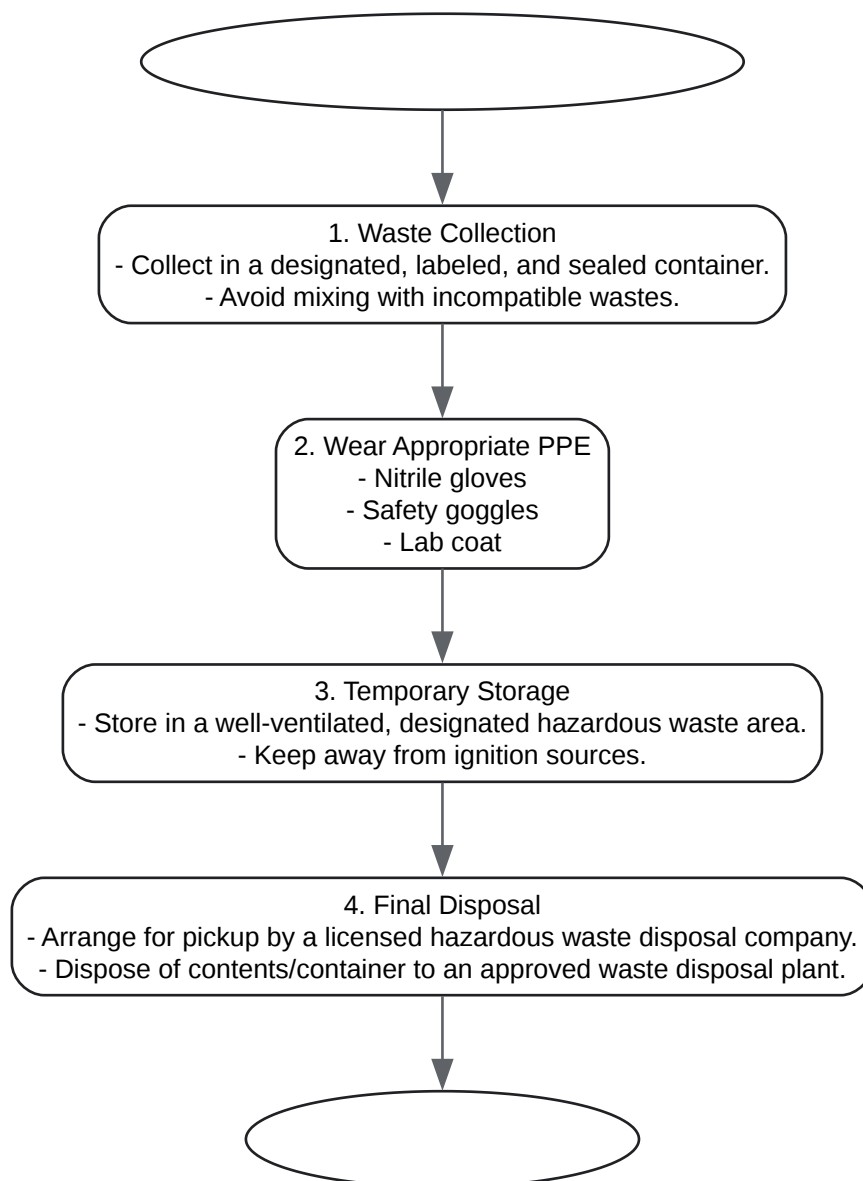 1. Waste Collection
- Collect in a designated, labeled, and sealed container.
- Avoid mixing with incompatible wastes.
2. Wear Appropriate PPE
- Nitrile gloves
- Safety goggles
- Lab coat
3. Temporary Storage
- Store in a well-ventilated, designated hazardous waste area.
- Keep away from ignition sources.
4. Final Disposal
- Arrange for pickup by a licensed hazardous waste disposal company.
- Dispose of contents/container to an approved waste disposal plant.